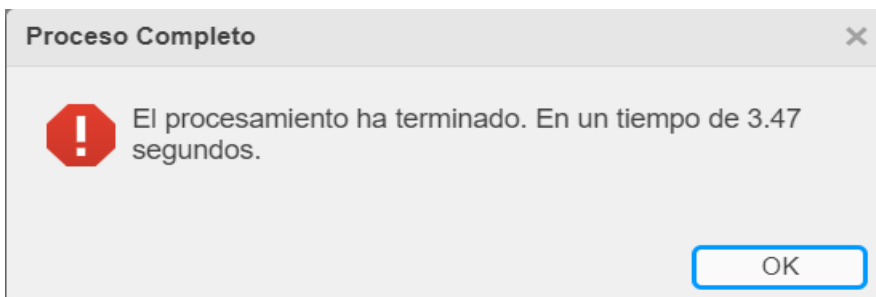 Proceso Completo
El procesamiento ha terminado. En un tiempo de 3.47
segundos.
OK